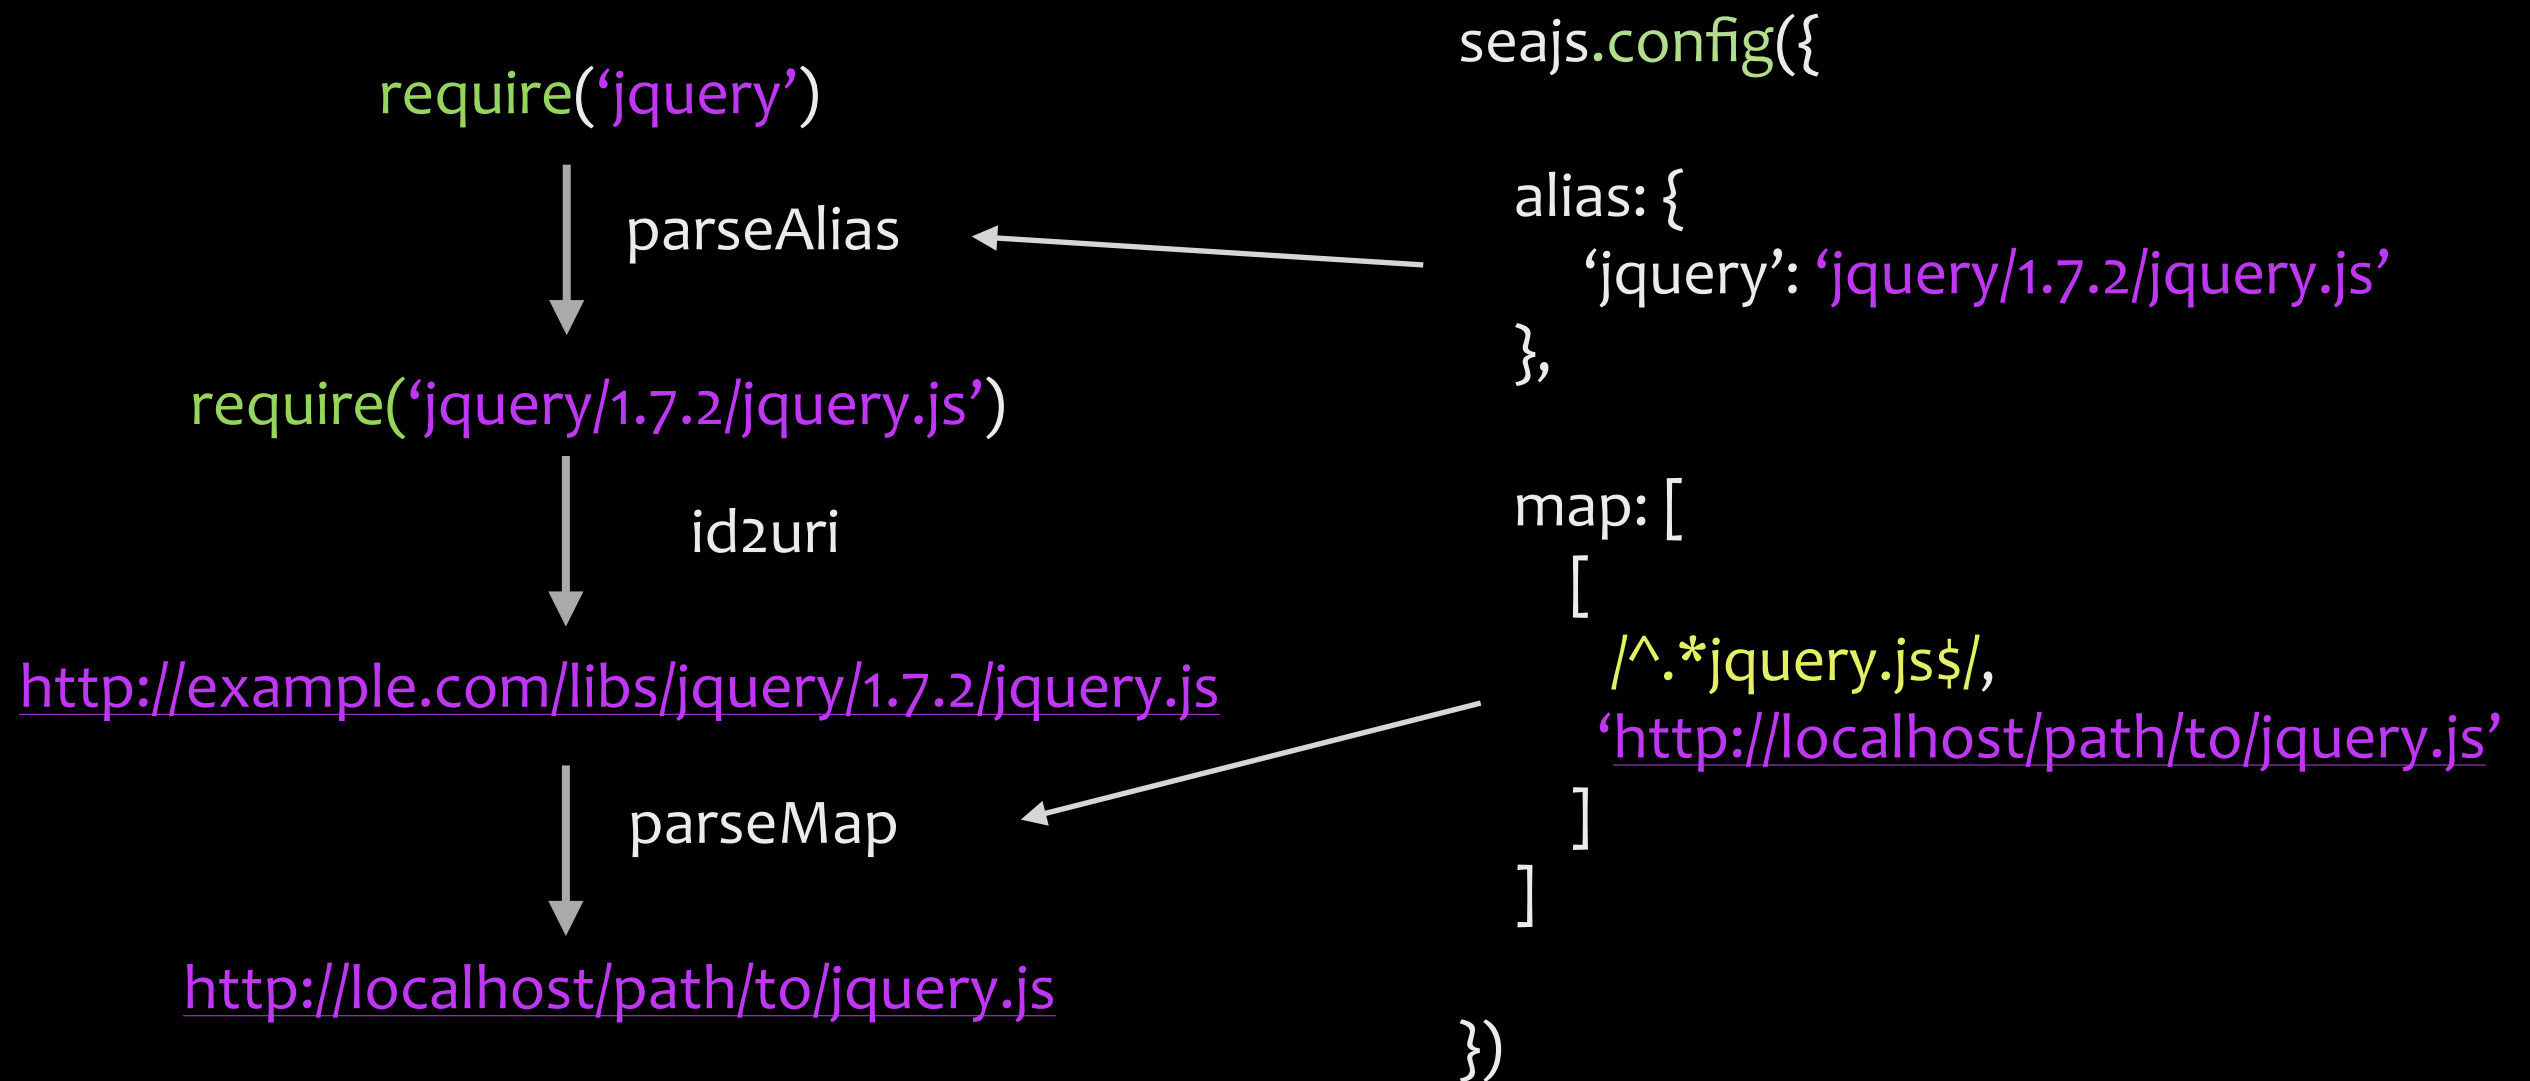 require(‘jquery’)
parseAlias
require(‘jquery/1.7.2/jquery.js’)
id2uri
http://example.com/libs/jquery/1.7.2/jquery.js
parseMap
http://localhost/path/to/jquery.js
seajs.config({
alias: {
‘jquery’: ‘jquery/1.7.2/jquery.js’
},
map: [
[
/^.*jquery.js$/,
‘http://localhost/path/to/jquery.js’
]
]
})